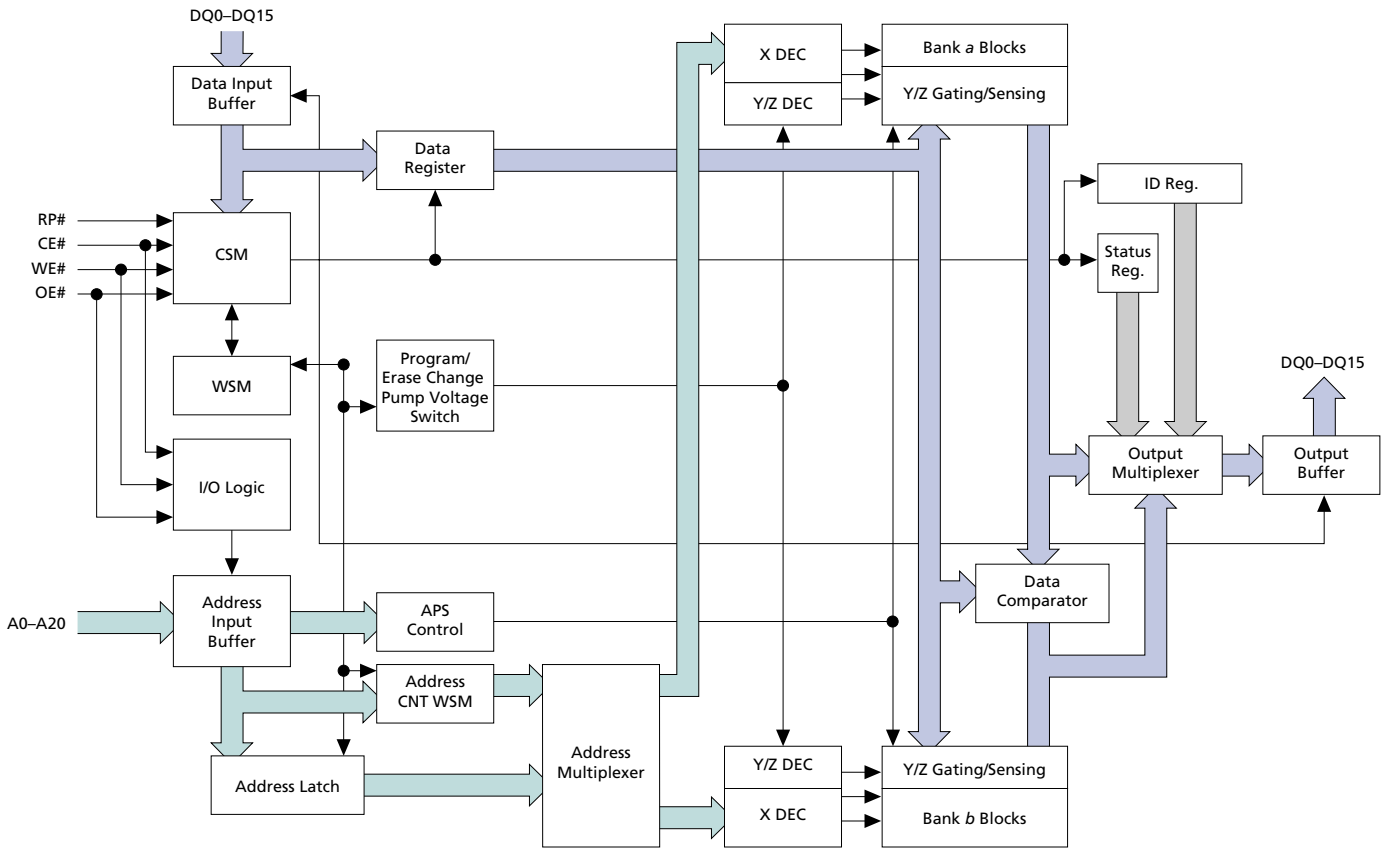 DQ0–DQ15
Data Input
Buffer
Data
Register
X DEC
Y/Z DEC
Bank a Blocks
Y/Z Gating/Sensing
ID Reg.
Status
Reg.
RP#
CE#
WE#
OE#
CSM
WSM
Program/
Erase Change
Pump Voltage
Switch
I/O Logic
DQ0–DQ15
Output
Multiplexer
Output
Buffer
A0–A20
Address
Input
Buffer
APS
Control
Data
Comparator
Address
CNT WSM
Address Latch
Address
Multiplexer
Y/Z DEC
X DEC
Y/Z Gating/Sensing
Bank b Blocks